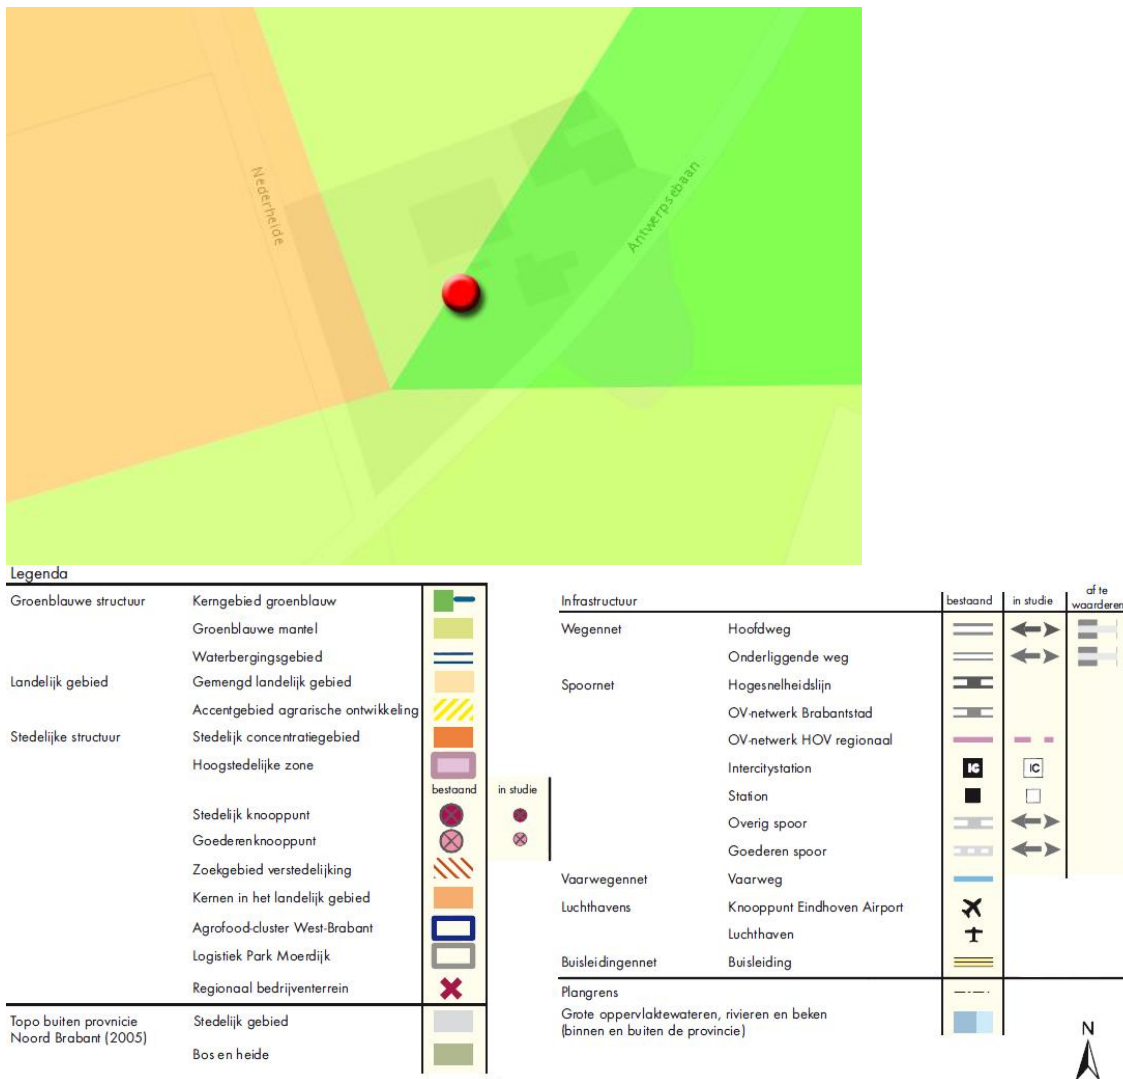 Nederheide
Antwerpsebaan
Legenda
Groenblauwe structuur Kerngebied groenblauw
Groenblauwe mantel
Waterbergingsgebied
Landelijk gebied Gemengd landelijk gebied
Accentgebied agrarische ontwikkeling
Stedelijke structuur Stedelijk concentratiegebied
Hoogstedelijke zone
bestaand in studie
Stedelijk knooppunt
Goederenknooppunt
Zoekgebied verstedelijking
Kernen in het landelijk gebied
Agrofood-cluster West-Brabant
Logistiek Park Moerdijk
Regionaal bedrijventerrein
Topo buiten provnicie Stedelijk gebied
Noord Brabant (2005)
Bos en heide
Infrastructuur bestaand in studie af te waarderen
Wegennet Hoofdweg
Onderliggende weg
Spoornet Hogesnelheidslijn
OV-netwerk Brabantstad
OV-netwerk HOV regionaal
Intercitystation IC IC
Station
Overig spoor
Goederen spoor
Vaarwegennet Vaarweg
Luchthavens Knooppunt Eindhoven Airport
Luchthaven
Buisleidingennet Buisleiding
Plangrens
Grote oppervlaktewateren, rivieren en beken
(binnen en buiten de provincie)
N